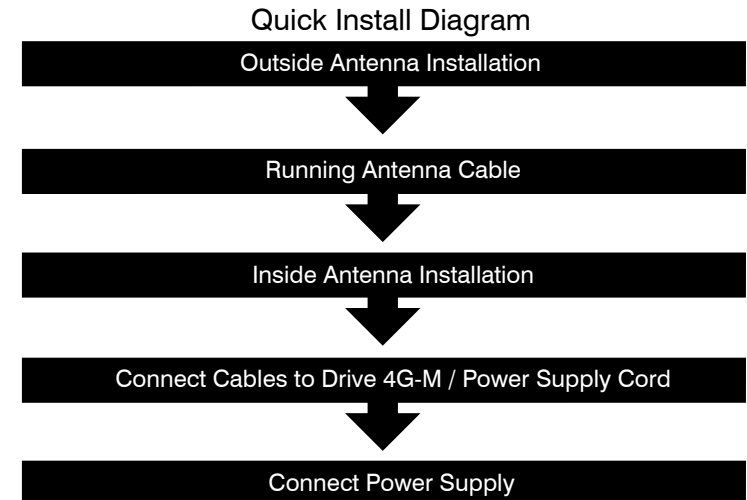 Quick Install Diagram
Outside Antenna Installation
Running Antenna Cable
Inside Antenna Installation
Connect Cables to Drive 4G-M / Power Supply Cord
Connect Power Supply